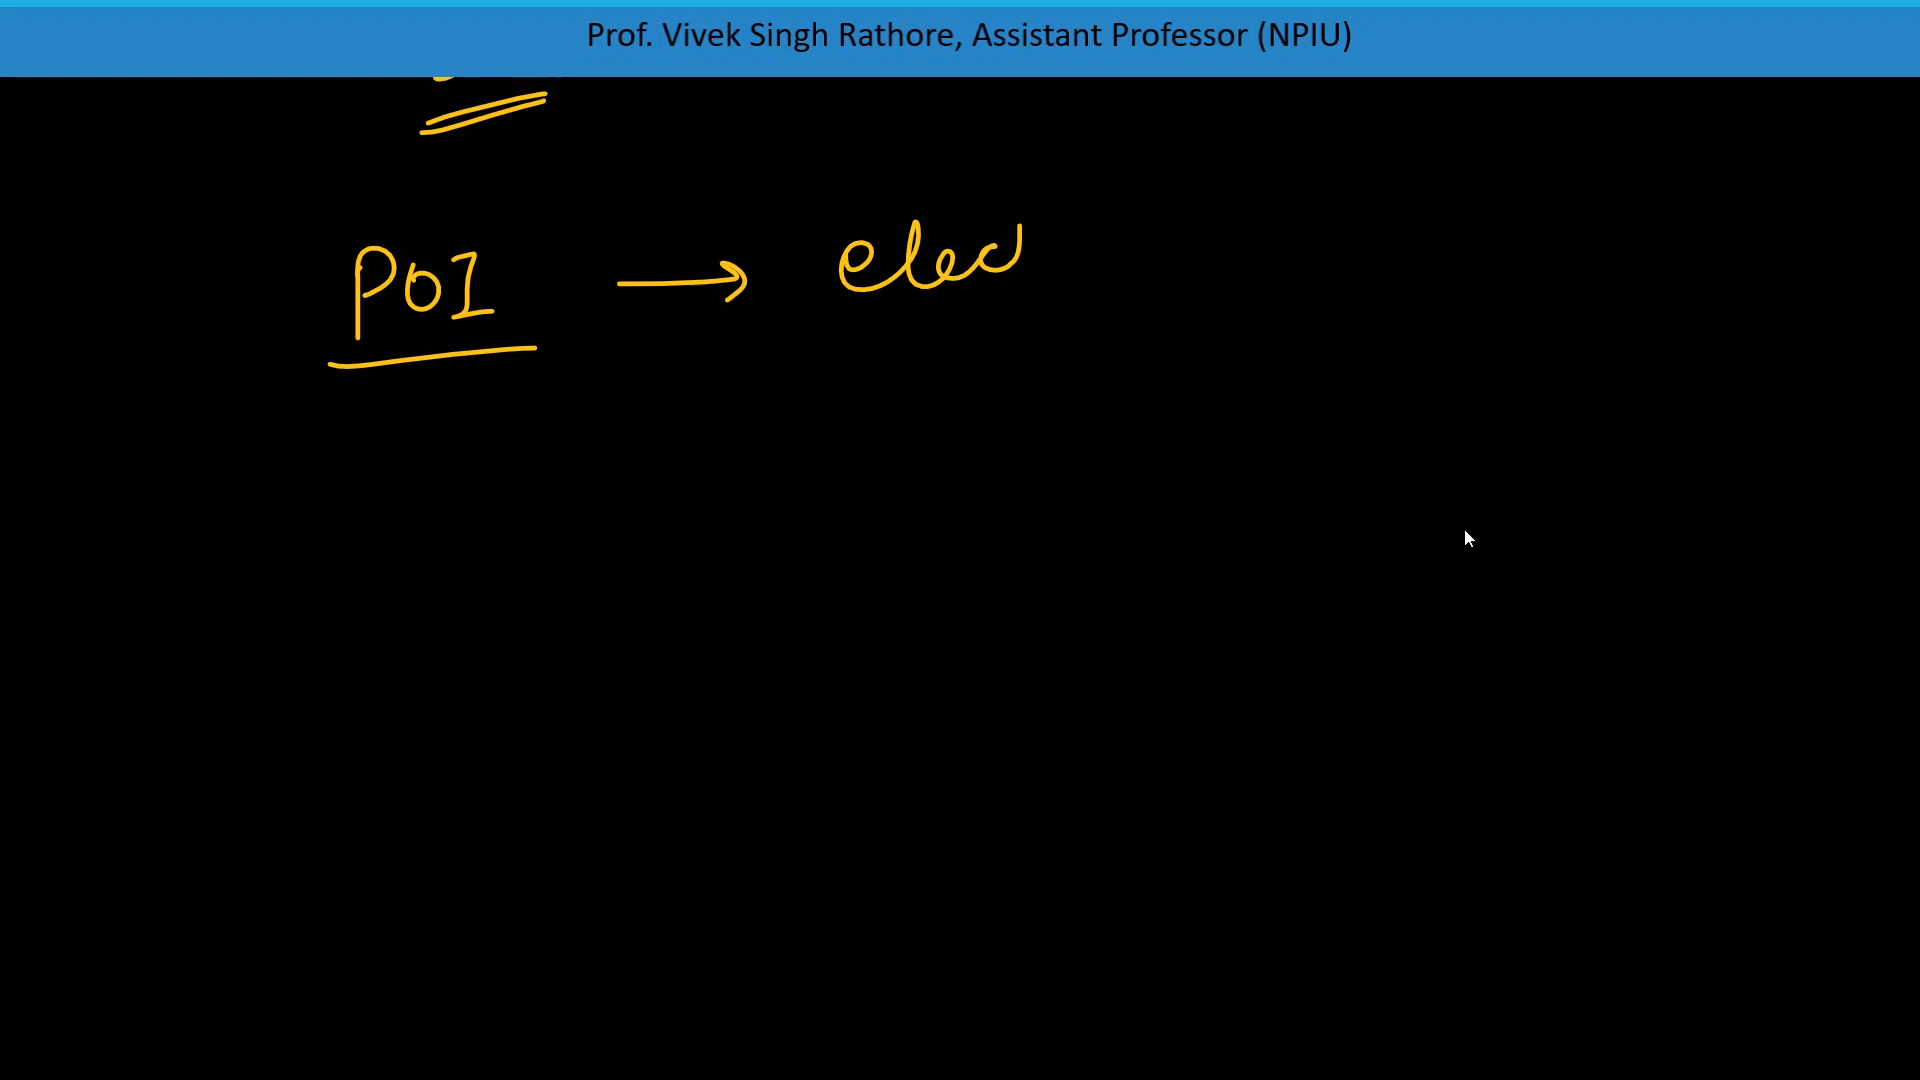 Prof. Vivek Singh Rathore, Assistant Professor (NPIU)
POI → elec